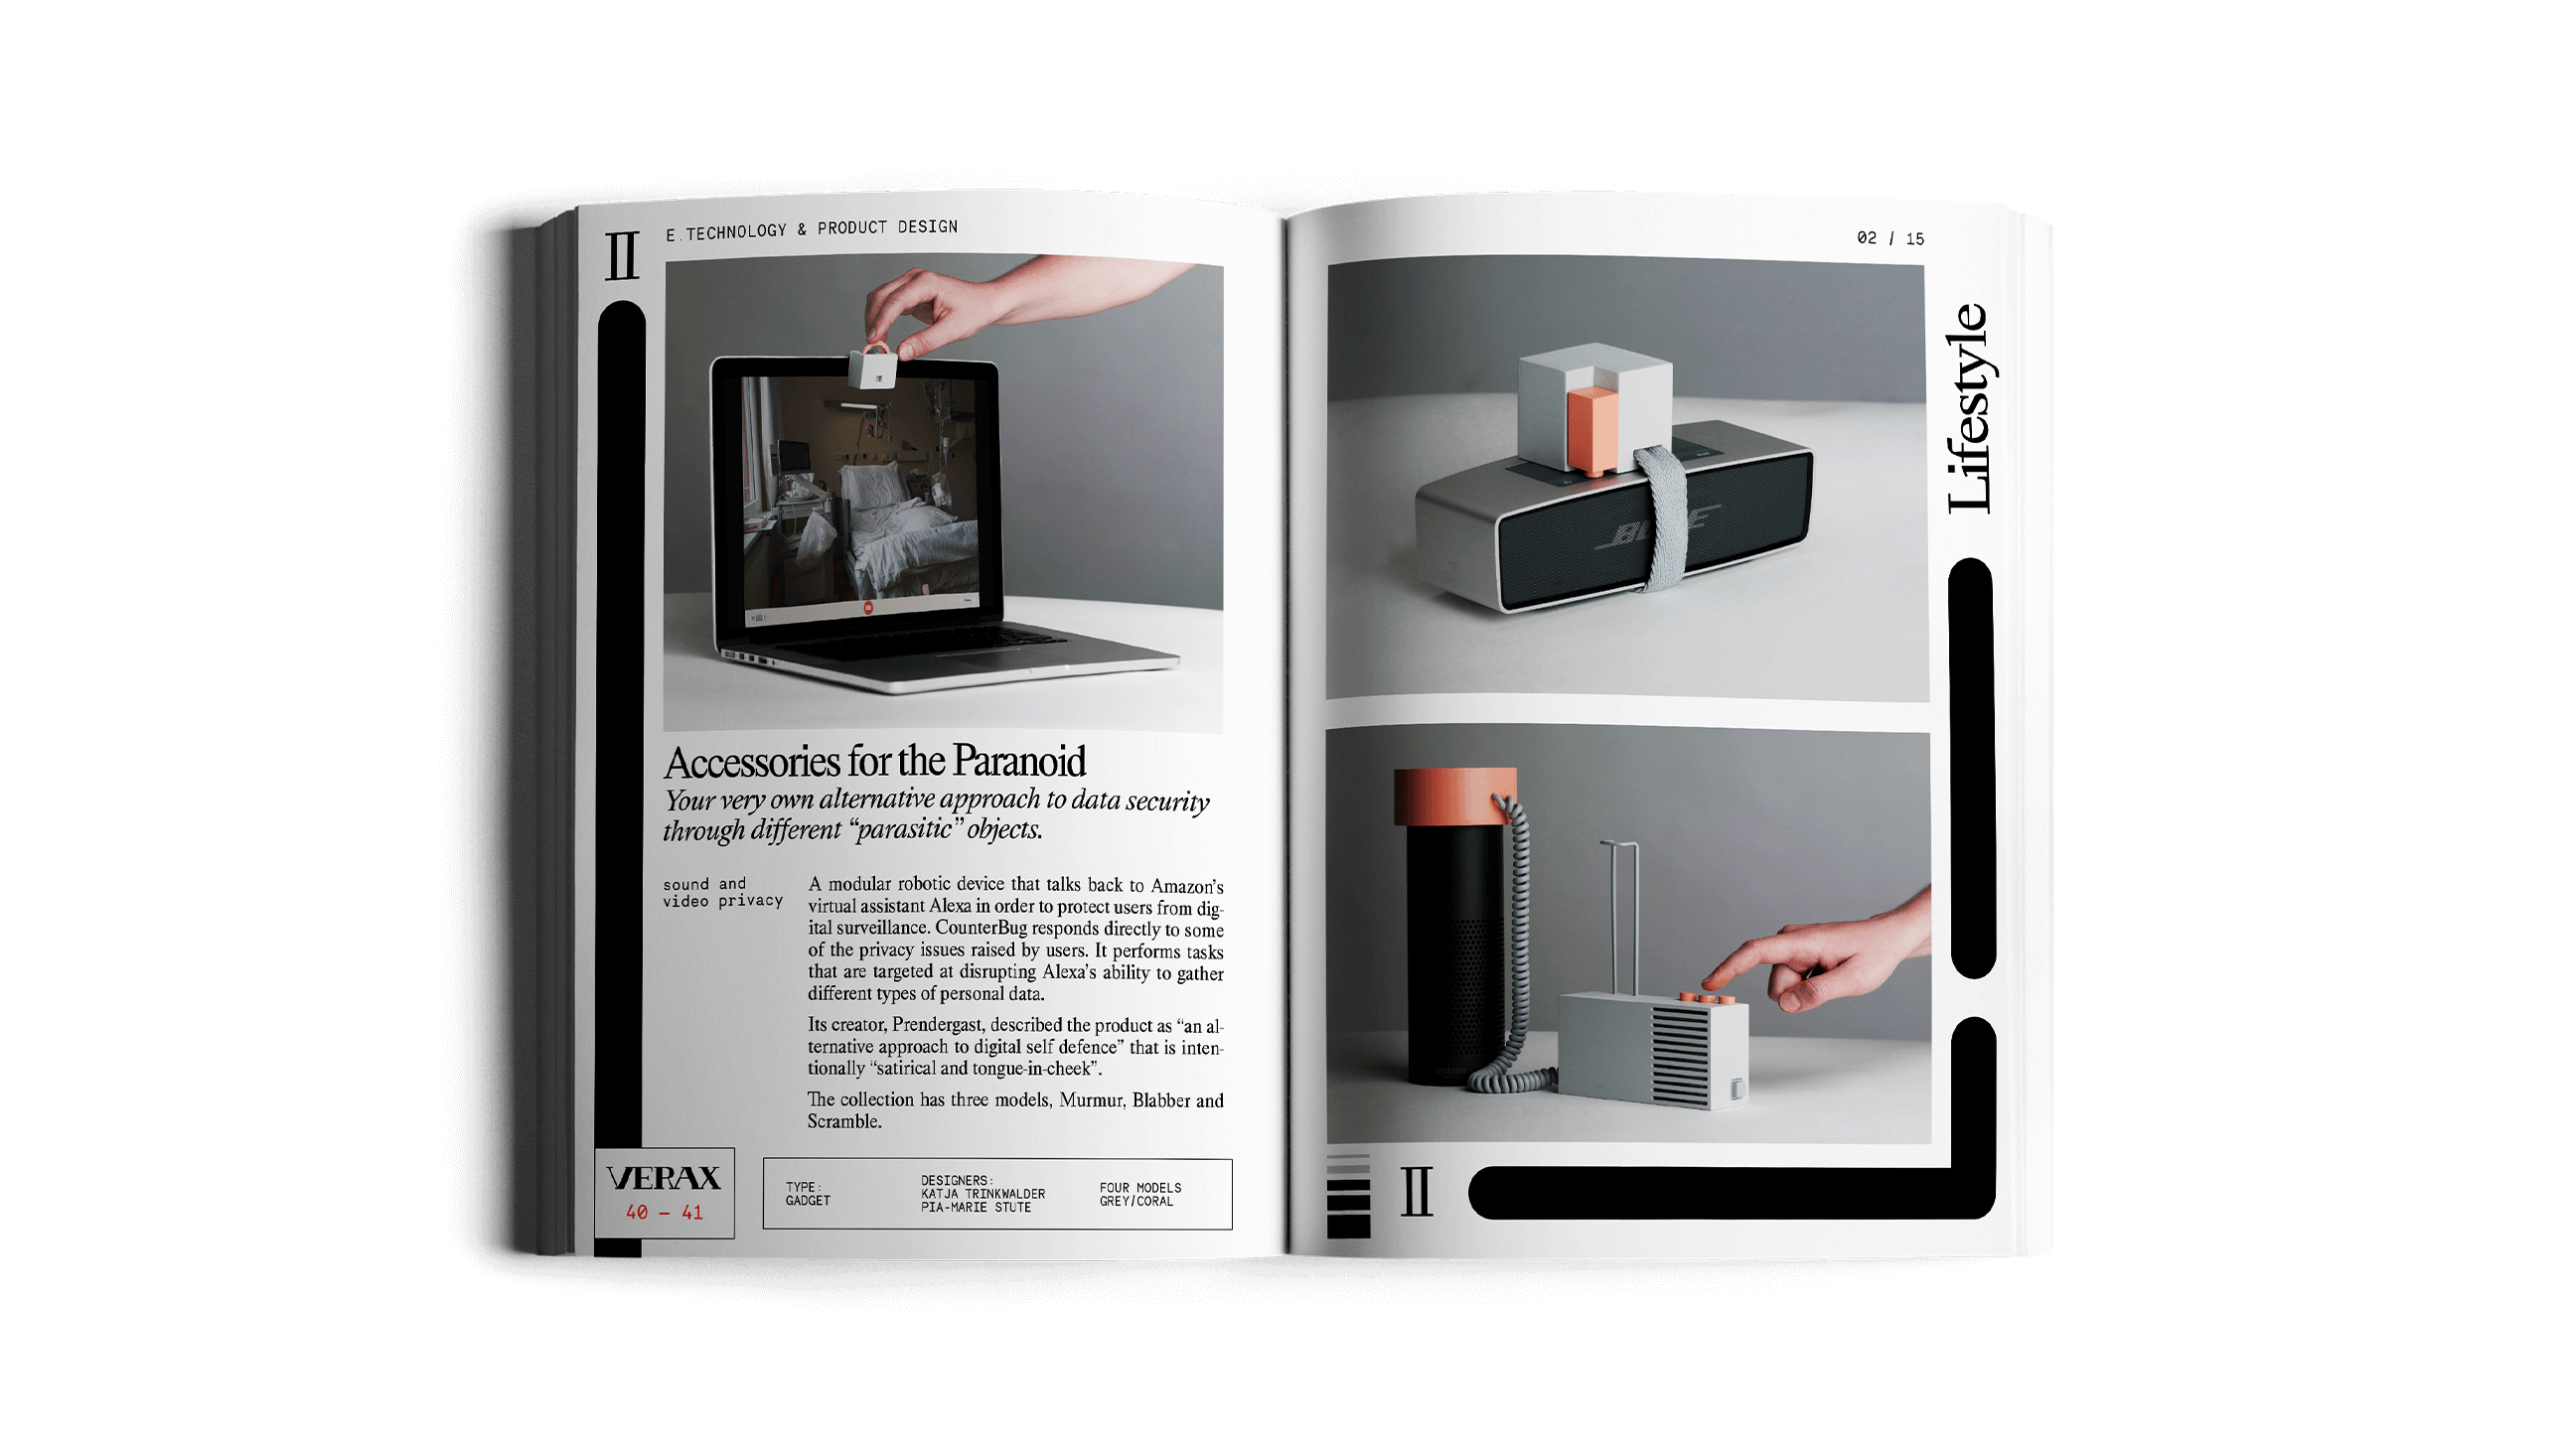 II
E.TECHNOLOGY & PRODUCT DESIGN
Accessories for the Paranoid
Your very own alternative approach to data security
through different “parasitic” objects.
sound and
video privacy
A modular robotic device that talks back to Amazon’s
virtual assistant Alexa in order to protect users from dig-
ital surveillance. CounterBug responds directly to some
of the privacy issues raised by users. It performs tasks
that are targeted at disrupting Alexa’s ability to gather
different types of personal data.
Its creator, Prendergast, described the product as “an al-
ternative approach to digital self defence” that is inten-
tionally “satirical and tongue-in-cheek”.
The collection has three models, Murmur, Blabber and
Scramble.
VERAX
40 – 41
TYPE:
GADGET
DESIGNERS:
KATJA TRINKWALDER
PIA-MARIE STUTE
FOUR MODELS
GREY/CORAL
02 / 15
Lifestyle
II